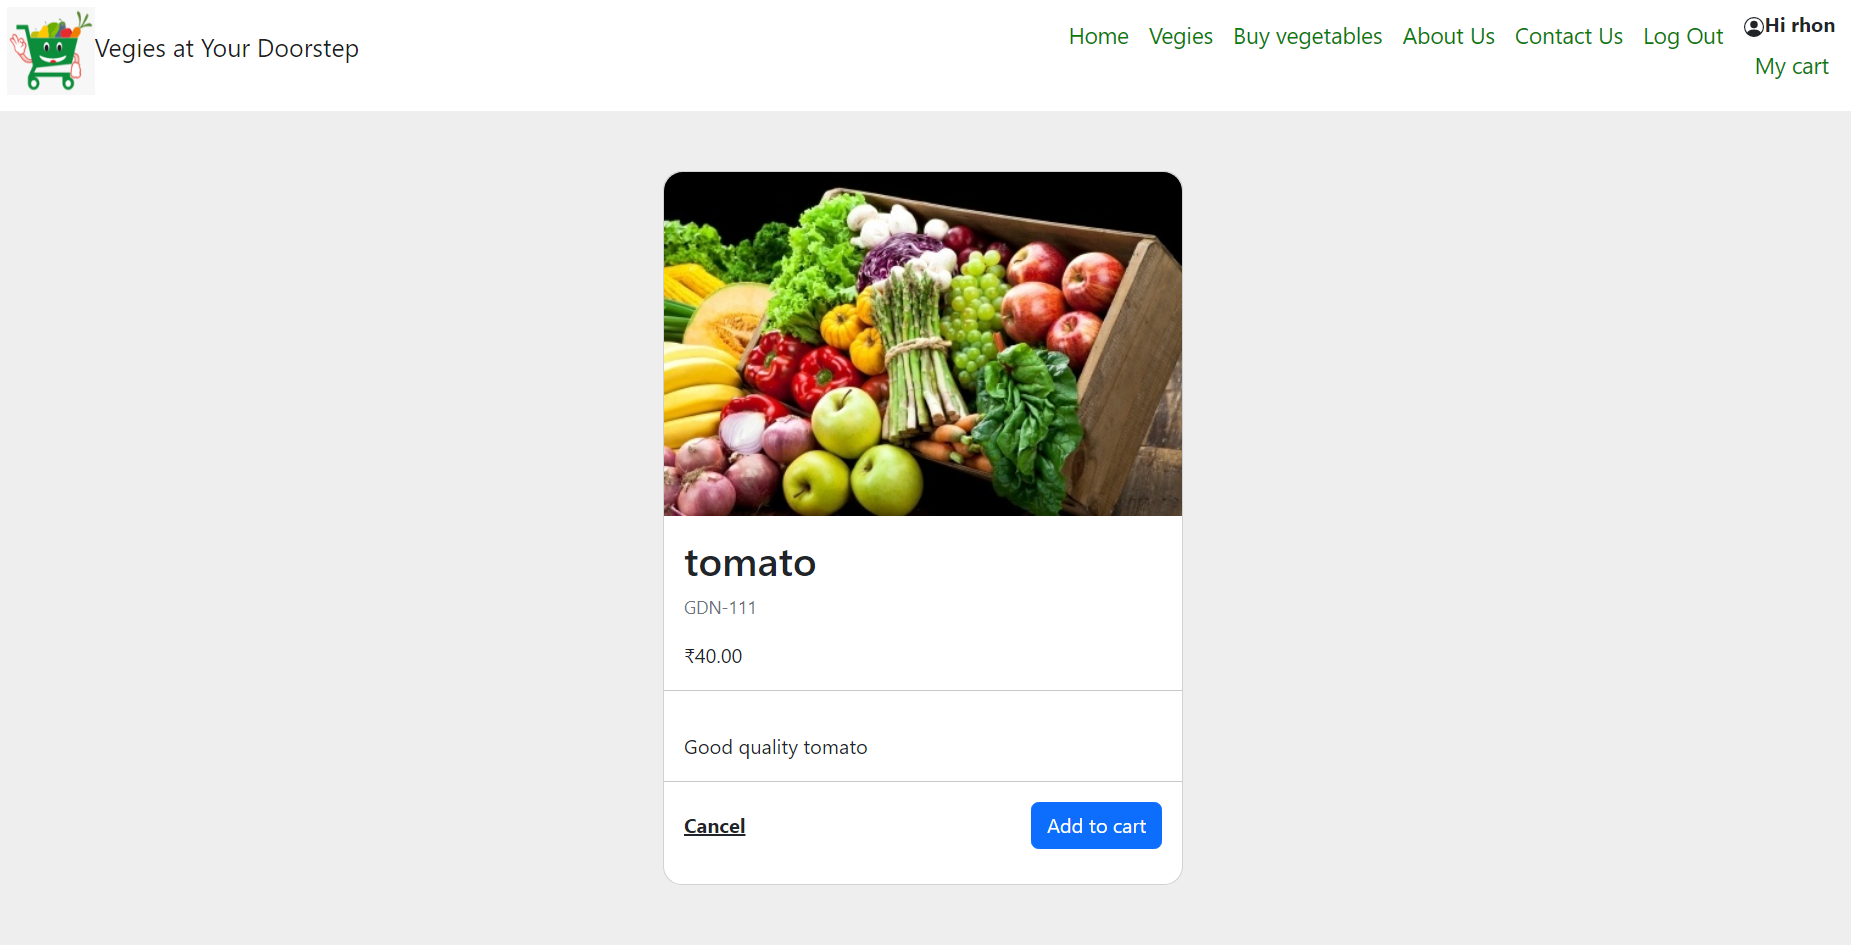 Vegies at Your Doorstep
Home Vegies Buy vegetables About Us Contact Us Log Out Hi rhon
My cart
tomato
GDN-111
₹40.00
Good quality tomato
Cancel Add to cart